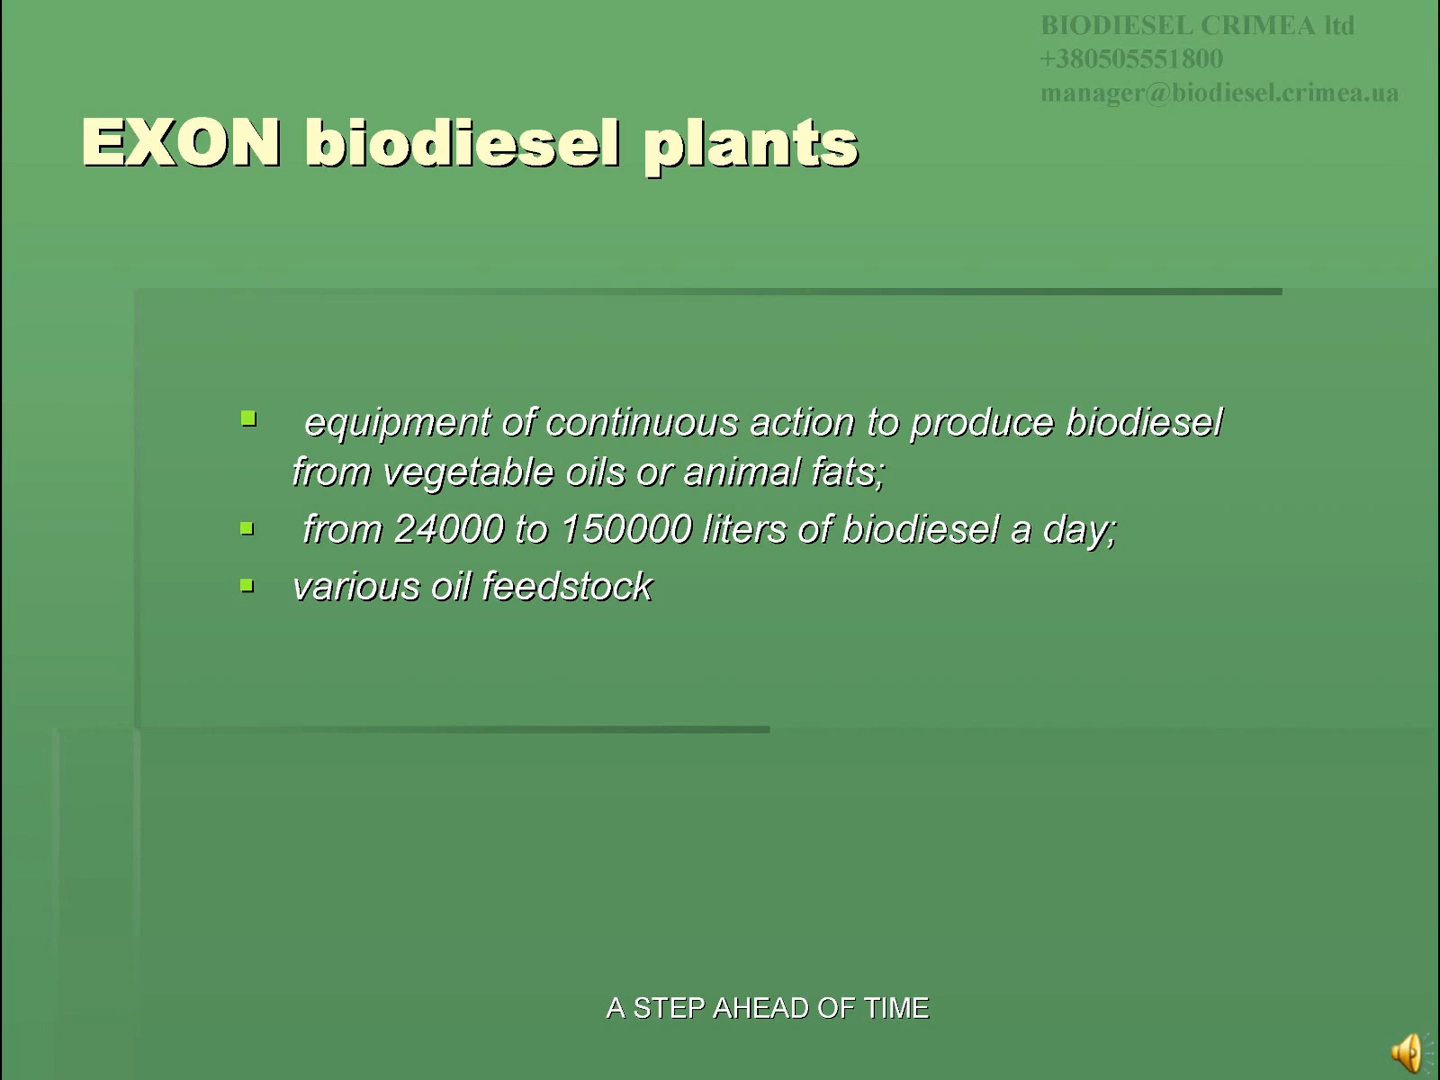 BIODIESEL CRIMEA ltd
+380505551800
manager@biodiesel.crimea.ua
EXON biodiesel plants
equipment of continuous action to produce biodiesel
from vegetable oils or animal fats;
from 24000 to 150000 liters of biodiesel a day;
various oil feedstock
A STEP AHEAD OF TIME